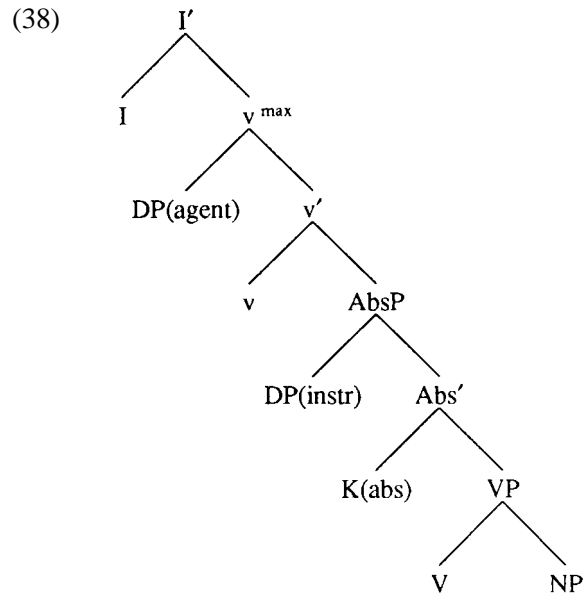 (38) I′
I v max
DP(agent) v′
v AbsP
DP(instr) Abs′
K(abs) VP
V NP